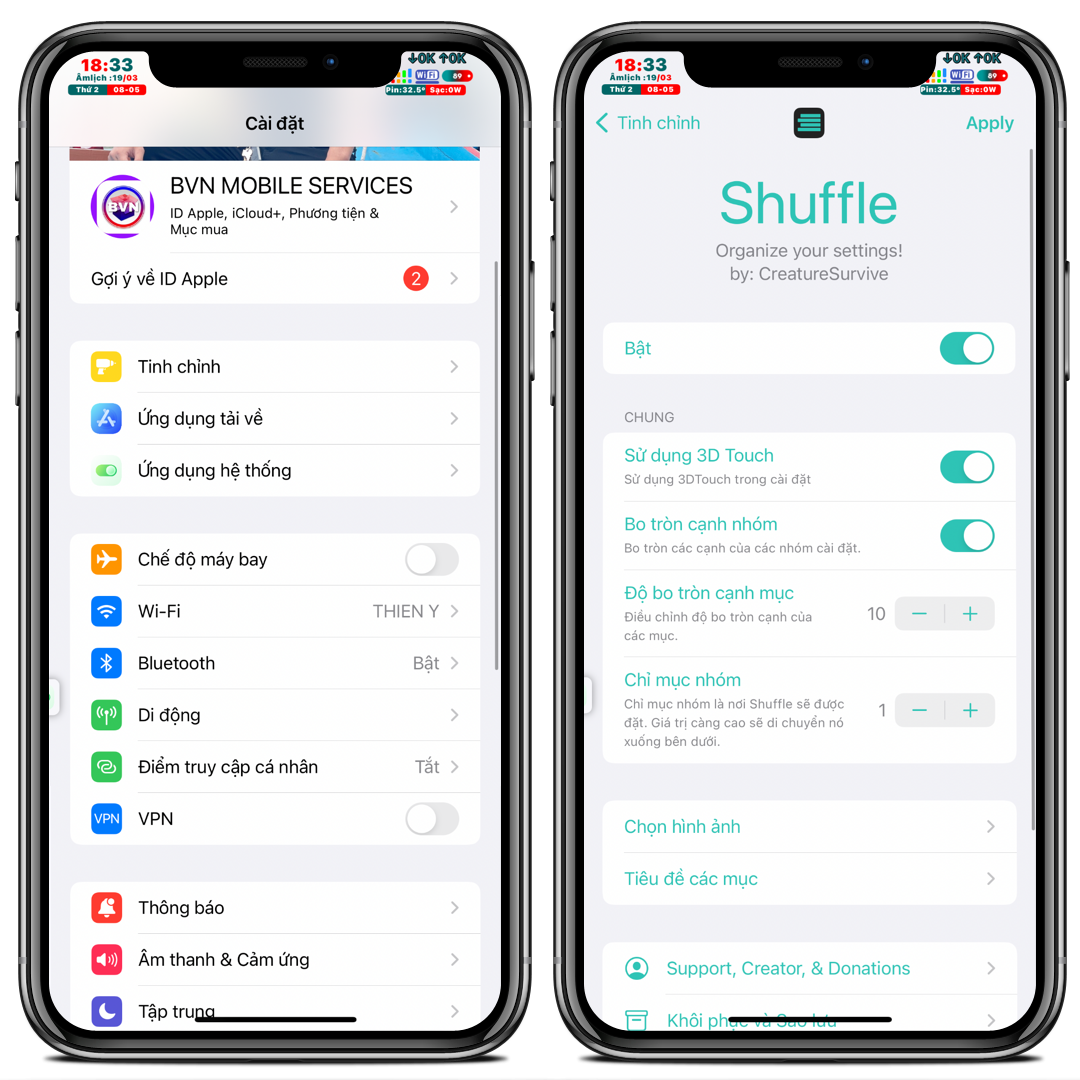 18:33
Âmlịch :19/03
Thứ 2 08-05
↓0K ↑0K
WiFi 89
Pin:32.5° Sạc:0W
Cài đặt
BVN
BVN MOBILE SERVICES
ID Apple, iCloud+, Phương tiện &
Mục mua
Gợi ý về ID Apple 2
Tinh chỉnh
Ứng dụng tải về
Ứng dụng hệ thống
Chế độ máy bay
Wi-Fi THIEN Y
Bluetooth Bật
Di động
Điểm truy cập cá nhân Tắt
VPN VPN
Thông báo
Âm thanh & Cảm ứng
Tập trung
18:33
Âmlịch :19/03
Thứ 2 08-05
↓0K ↑0K
WiFi 89
Pin:32.5° Sạc:0W
Tinh chỉnh Apply
Shuffle
Organize your settings!
by: CreatureSurvive
Bật
CHUNG
Sử dụng 3D Touch
Sử dụng 3DTouch trong cài đặt
Bo tròn cạnh nhóm
Bo tròn các cạnh của các nhóm cài đặt.
Độ bo tròn cạnh mục
Điều chỉnh độ bo tròn cạnh của
các mục.
10 − +
Chỉ mục nhóm
Chỉ mục nhóm là nơi Shuffle sẽ được
đặt. Giá trị càng cao sẽ di chuyển nó
xuống bên dưới.
1 − +
Chọn hình ảnh
Tiêu đề các mục
Support, Creator, & Donations
Khôi phục và Sao lưu